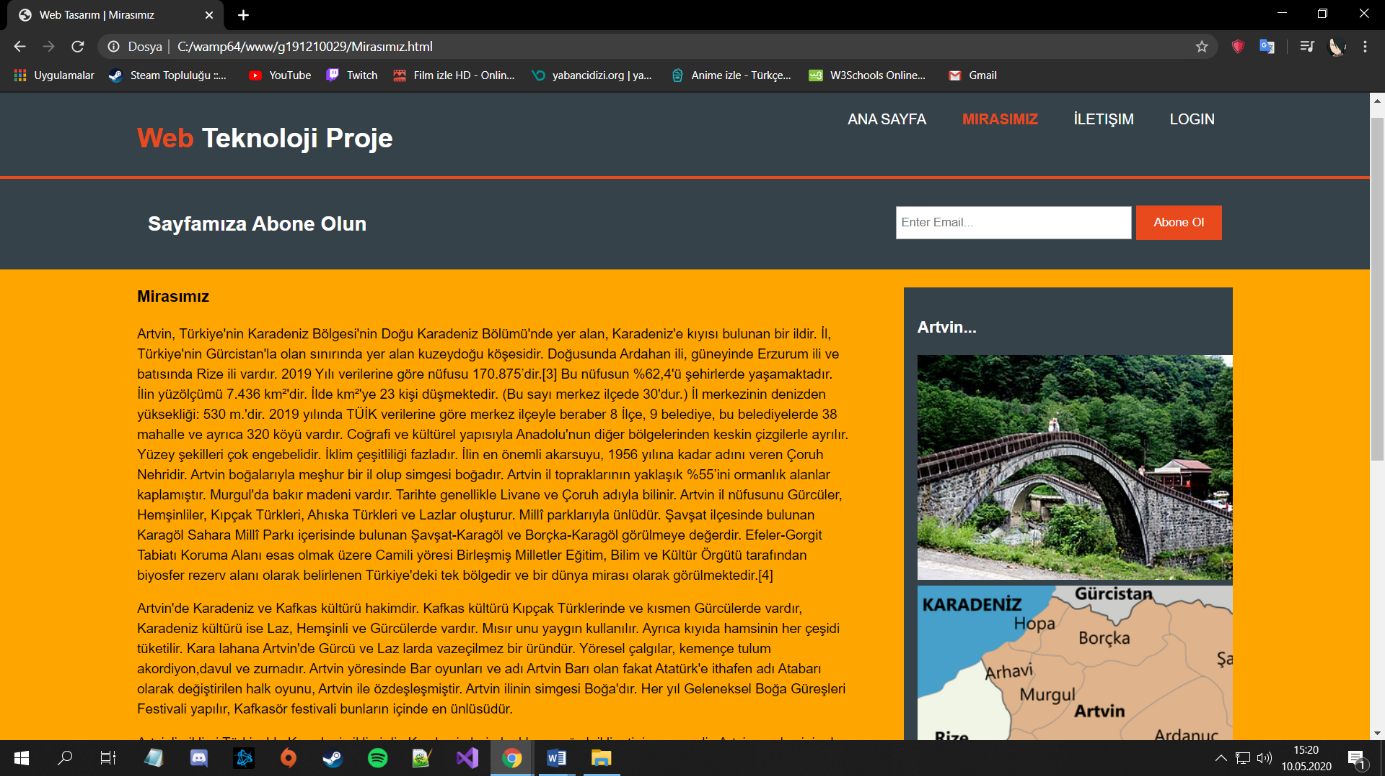 Web Tasarım | Mirasımız
Dosya | C:/wamp64/www/g191210029/Mirasımız.html
Uygulamalar Steam Topluluğu ::... YouTube Twitch Film izle HD - Onlin... yabancidizi.org | ya... Anime izle - Türkçe... W3Schools Online... Gmail
Web Teknoloji Proje
ANA SAYFA MIRASIMIZ İLETIŞIM LOGIN
Sayfamıza Abone Olun
Enter Email... Abone Ol
Mirasımız
Artvin, Türkiye'nin Karadeniz Bölgesi'nin Doğu Karadeniz Bölümü'nde yer alan, Karadeniz'e kıyısı bulunan bir ildir. İl,
Türkiye'nin Gürcistan'la olan sınırında yer alan kuzeydoğu köşesidir. Doğusunda Ardahan ili, güneyinde Erzurum ili ve
batısında Rize ili vardır. 2019 Yılı verilerine göre nüfusu 170.875'dir.[3] Bu nüfusun %62,4'ü şehirlerde yaşamaktadır.
İlin yüzölçümü 7.436 km²'dir. İlde km²'ye 23 kişi düşmektedir. (Bu sayı merkez ilçede 30'dur.) İl merkezinin denizden
yüksekliği: 530 m.'dir. 2019 yılında TÜİK verilerine göre merkez ilçeyle beraber 8 İlçe, 9 belediye, bu belediyelerde 38
mahalle ve ayrıca 320 köyü vardır. Coğrafi ve kültürel yapısıyla Anadolu'nun diğer bölgelerinden keskin çizgilerle ayrılır.
Yüzey şekilleri çok engebelidir. İklim çeşitliliği fazladır. İlin en önemli akarsuyu, 1956 yılına kadar adını veren Çoruh
Nehridir. Artvin boğalarıyla meşhur bir il olup simgesi boğadır. Artvin il topraklarının yaklaşık %55'ini ormanlık alanlar
kaplamıştır. Murgul'da bakır madeni vardır. Tarihte genellikle Livane ve Çoruh adıyla bilinir. Artvin il nüfusunu Gürcüler,
Hemşinliler, Kıpçak Türkleri, Ahıska Türkleri ve Lazlar oluşturur. Millî parklarıyla ünlüdür. Şavşat ilçesinde bulunan
Karagöl Sahara Millî Parkı içerisinde bulunan Şavşat-Karagöl ve Borçka-Karagöl görülmeye değerdir. Efeler-Gorgit
Tabiatı Koruma Alanı esas olmak üzere Camili yöresi Birleşmiş Milletler Eğitim, Bilim ve Kültür Örgütü tarafından
biyosfer rezerv alanı olarak belirlenen Türkiye'deki tek bölgedir ve bir dünya mirası olarak görülmektedir.[4]
Artvin'de Karadeniz ve Kafkas kültürü hakimdir. Kafkas kültürü Kıpçak Türklerinde ve kısmen Gürcülerde vardır,
Karadeniz kültürü ise Laz, Hemşinli ve Gürcülerde vardır. Mısır unu yaygın kullanılır. Ayrıca kıyıda hamsinin her çeşidi
tüketilir. Kara lahana Artvin'de Gürcü ve Laz larda vazeçilmez bir üründür. Yöresel çalgılar, kemençe tulum
akordiyon,davul ve zurnadır. Artvin yöresinde Bar oyunları ve adı Artvin Barı olan fakat Atatürk'e ithafen adı Atabarı
olarak değiştirilen halk oyunu, Artvin ile özdeşleşmiştir. Artvin ilinin simgesi Boğa'dır. Her yıl Geleneksel Boğa Güreşleri
Festivali yapılır, Kafkasör festivali bunların içinde en ünlüsüdür.
Artvin...
KARADENİZ
Gürcistan
Hopa
Borçka
Arhavi
Şa
Murgul
Artvin
Rize
Ardanuç
15:20
10.05.2020
1